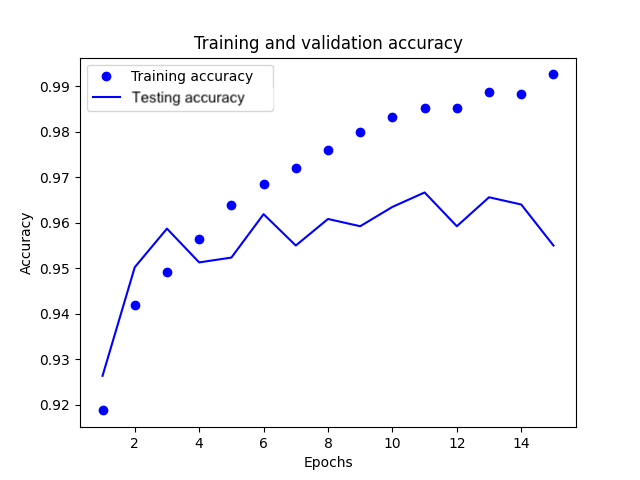 Training and validation accuracy
Training accuracy
Testing accuracy
0.99
0.98
0.97
0.96
0.95
0.94
0.93
0.92
Accuracy
2 4 6 8 10 12 14
Epochs